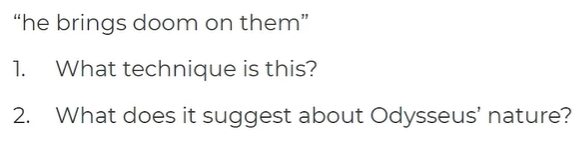 “he brings doom on them”
1. What technique is this?
2. What does it suggest about Odysseus’ nature?